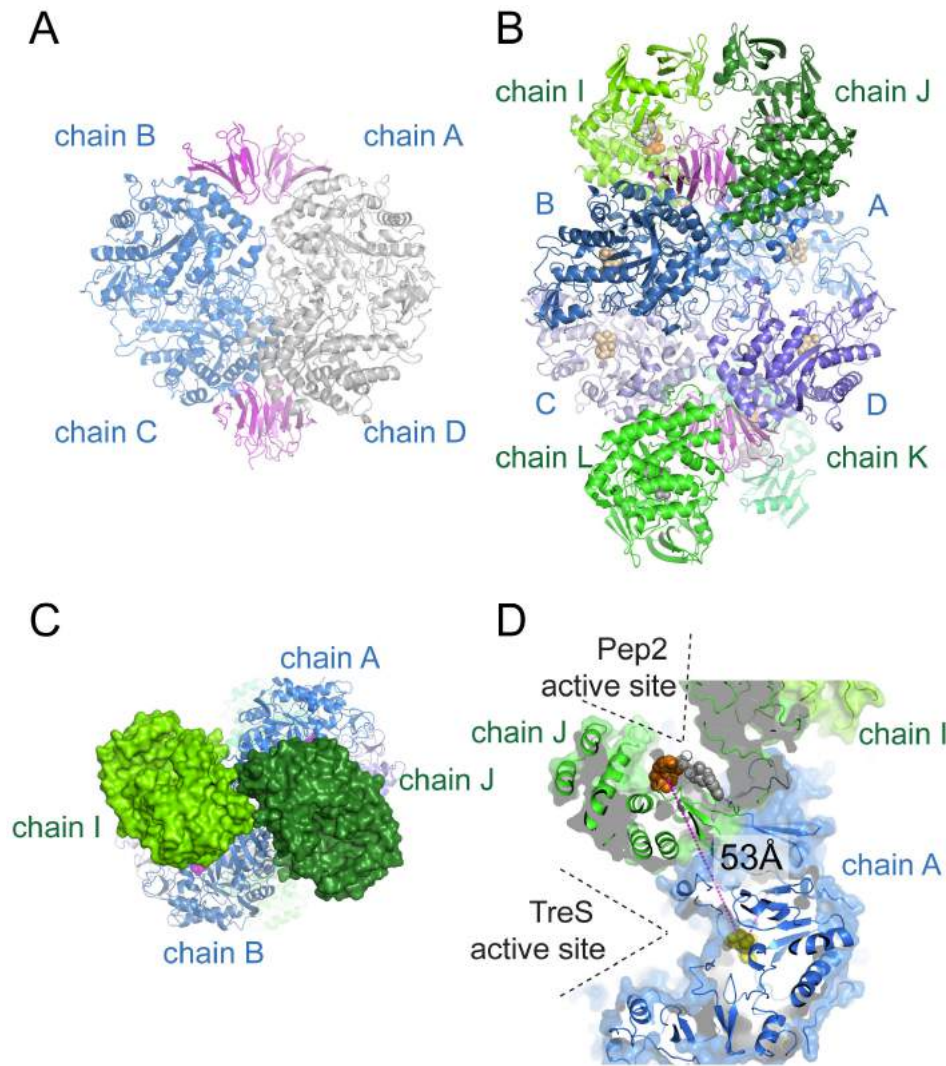 A
chain B
chain A
chain C
chain D
B
chain I
chain J
B
A
C
D
chain L
chain K
C
chain A
chain J
chain I
chain B
D
Pep2
active site
chain J
chain I
53Å
chain A
TreS
active site